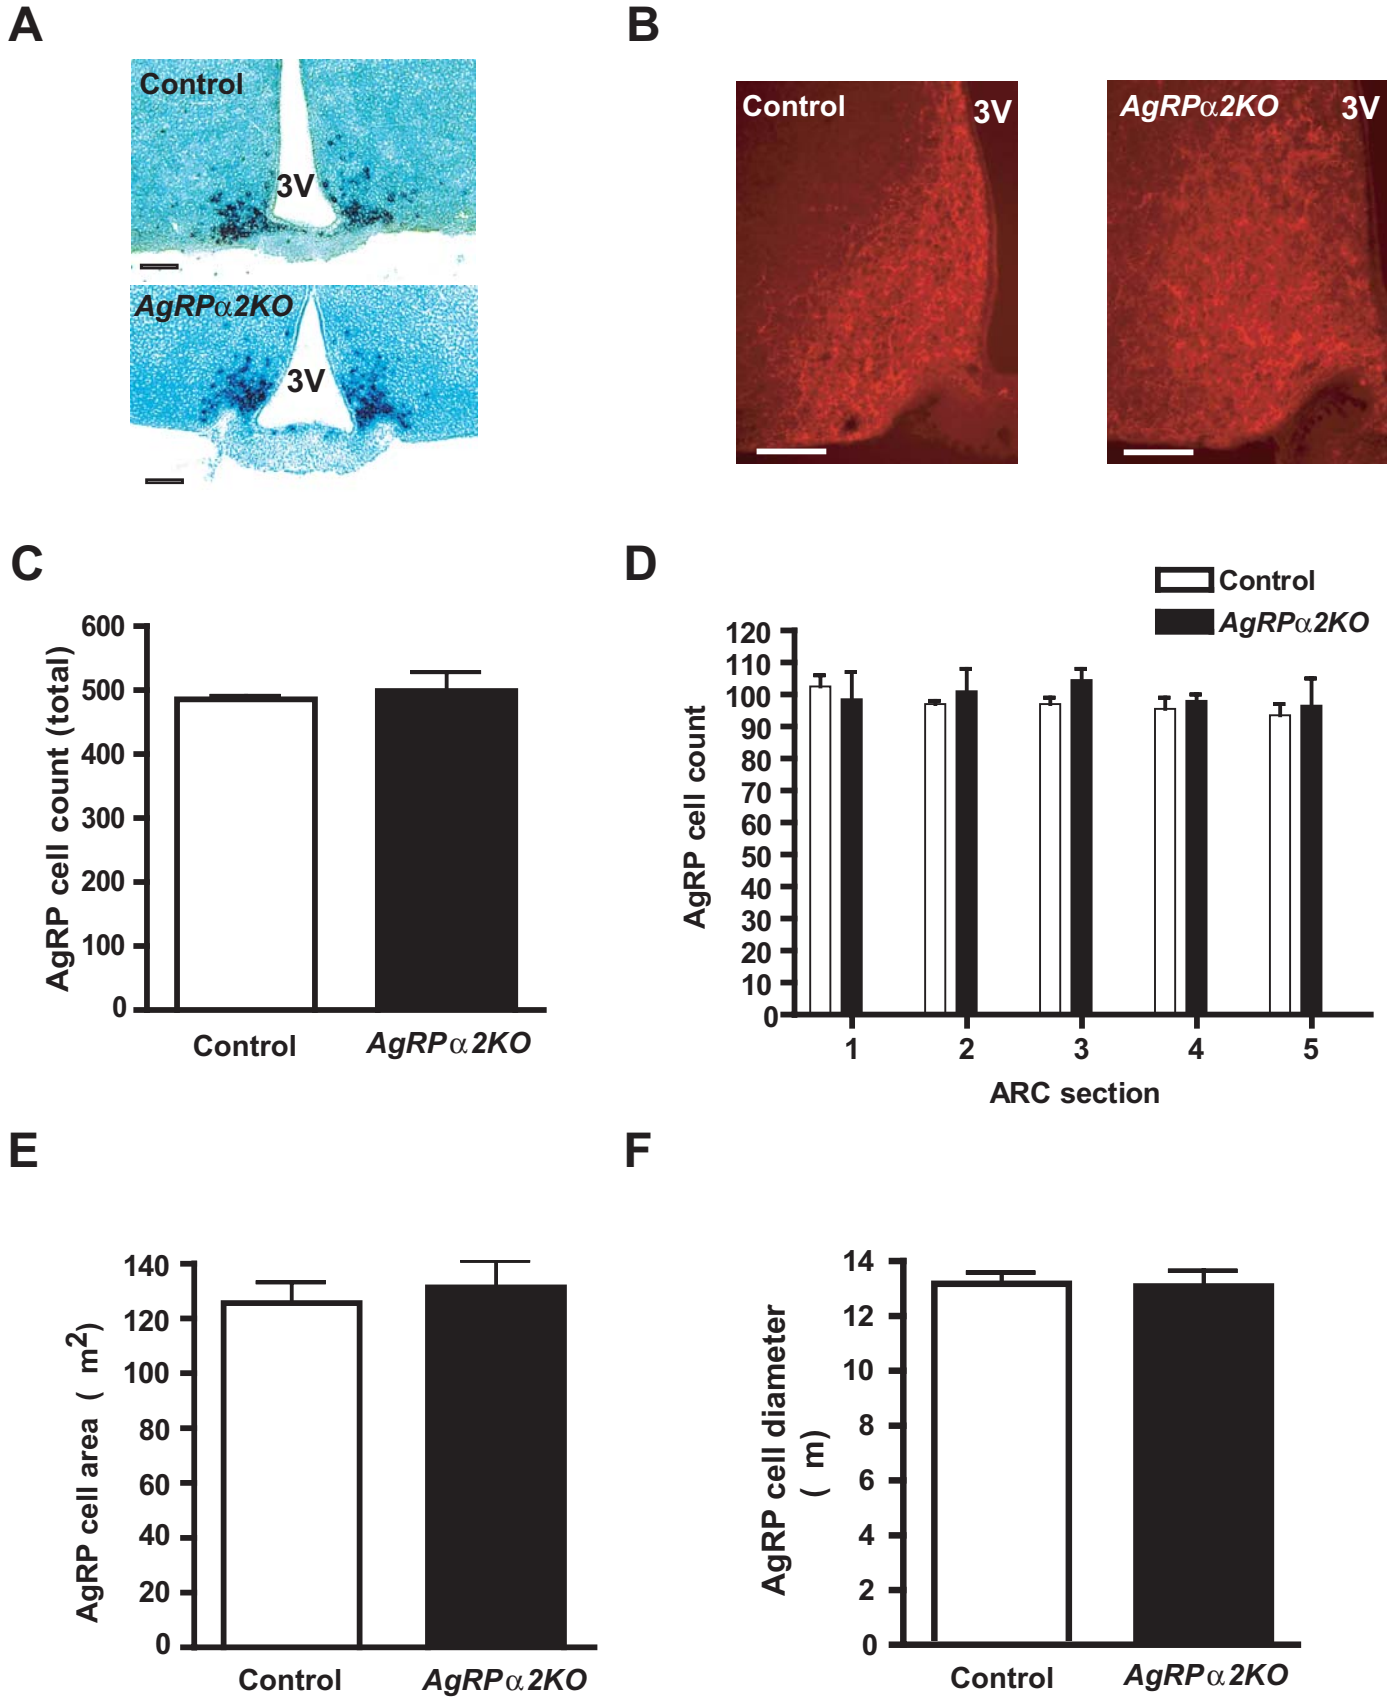 A
Control
3V
AgRPα2KO
3V
B
Control
3V
AgRPα2KO
3V
C
AgRP cell count (total)
600
500
400
300
200
100
0
Control
AgRPα2KO
D
Control
AgRPα2KO
AgRP cell count
120
110
100
90
80
70
60
50
40
30
20
10
0
1 2 3 4 5
ARC section
E
AgRP cell area ( m2)
140
120
100
80
60
40
20
0
Control
AgRPα2KO
F
AgRP cell diameter
( m)
14
12
10
8
6
4
2
0
Control
AgRPα2KO